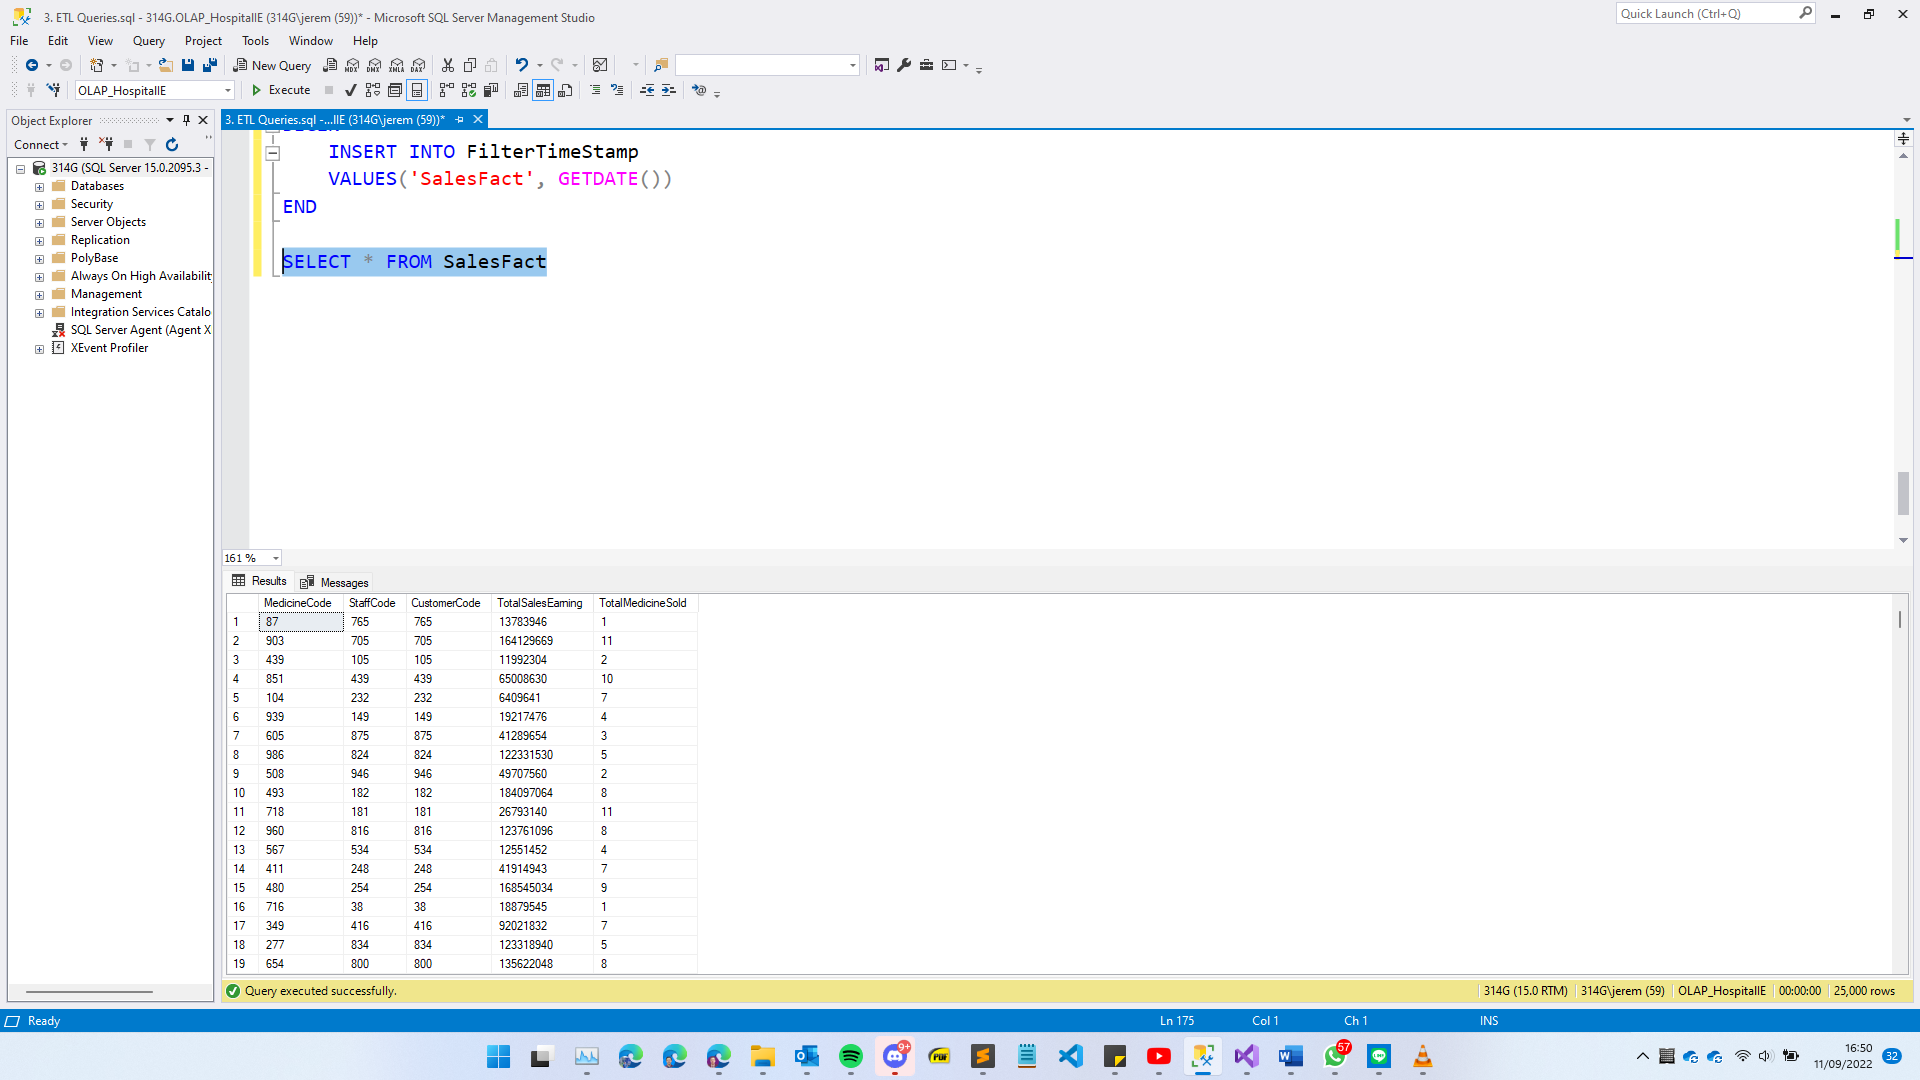 3. ETL Queries.sql - 314G.OLAP_HospitalIE (314G\jerem (59))* - Microsoft SQL Server Management Studio
Quick Launch (Ctrl+Q)
File Edit View Query Project Tools Window Help
New Query
OLAP_HospitalIE Execute
Object Explorer
3. ETL Queries.sql -...lIE (314G\jerem (59))*
Connect
314G (SQL Server 15.0.2095.3 -
Databases
Security
Server Objects
Replication
PolyBase
Always On High Availabilit
Management
Integration Services Catalo
SQL Server Agent (Agent X
XEvent Profiler
INSERT INTO FilterTimeStamp
VALUES('SalesFact', GETDATE())
END
SELECT * FROM SalesFact
161 %
Results Messages
MedicineCode StaffCode CustomerCode TotalSalesEarning TotalMedicineSold
1 87 765 765 13783946 1
2 903 705 705 164129669 11
3 439 105 105 11992304 2
4 851 439 439 65008630 10
5 104 232 232 6409641 7
6 939 149 149 19217476 4
7 605 875 875 41289654 3
8 986 824 824 122331530 5
9 508 946 946 49707560 2
10 493 182 182 184097064 8
11 718 181 181 26793140 11
12 960 816 816 123761096 8
13 567 534 534 12551452 4
14 411 248 248 41914943 7
15 480 254 254 168545034 9
16 716 38 38 18879545 1
17 349 416 416 92021832 7
18 277 834 834 123318940 5
19 654 800 800 135622048 8
Query executed successfully. 314G (15.0 RTM) 314G\jerem (59) OLAP_HospitalIE 00:00:00 25,000 rows
Ready Ln 175 Col 1 Ch 1 INS
9+
PDF
57
16:50
11/09/2022
32